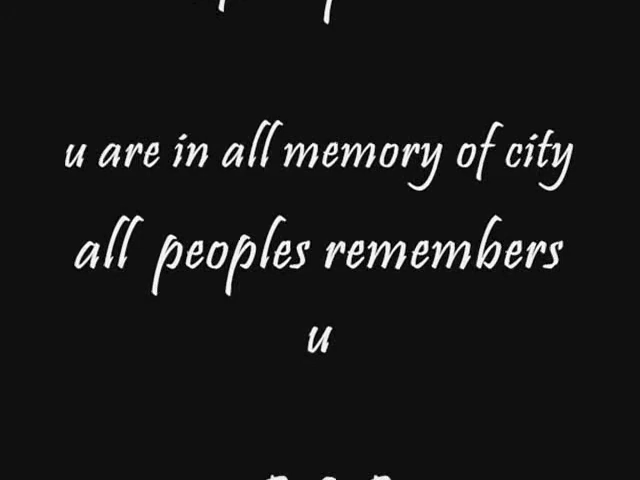 u are in all memory of city
all peoples remembers
u